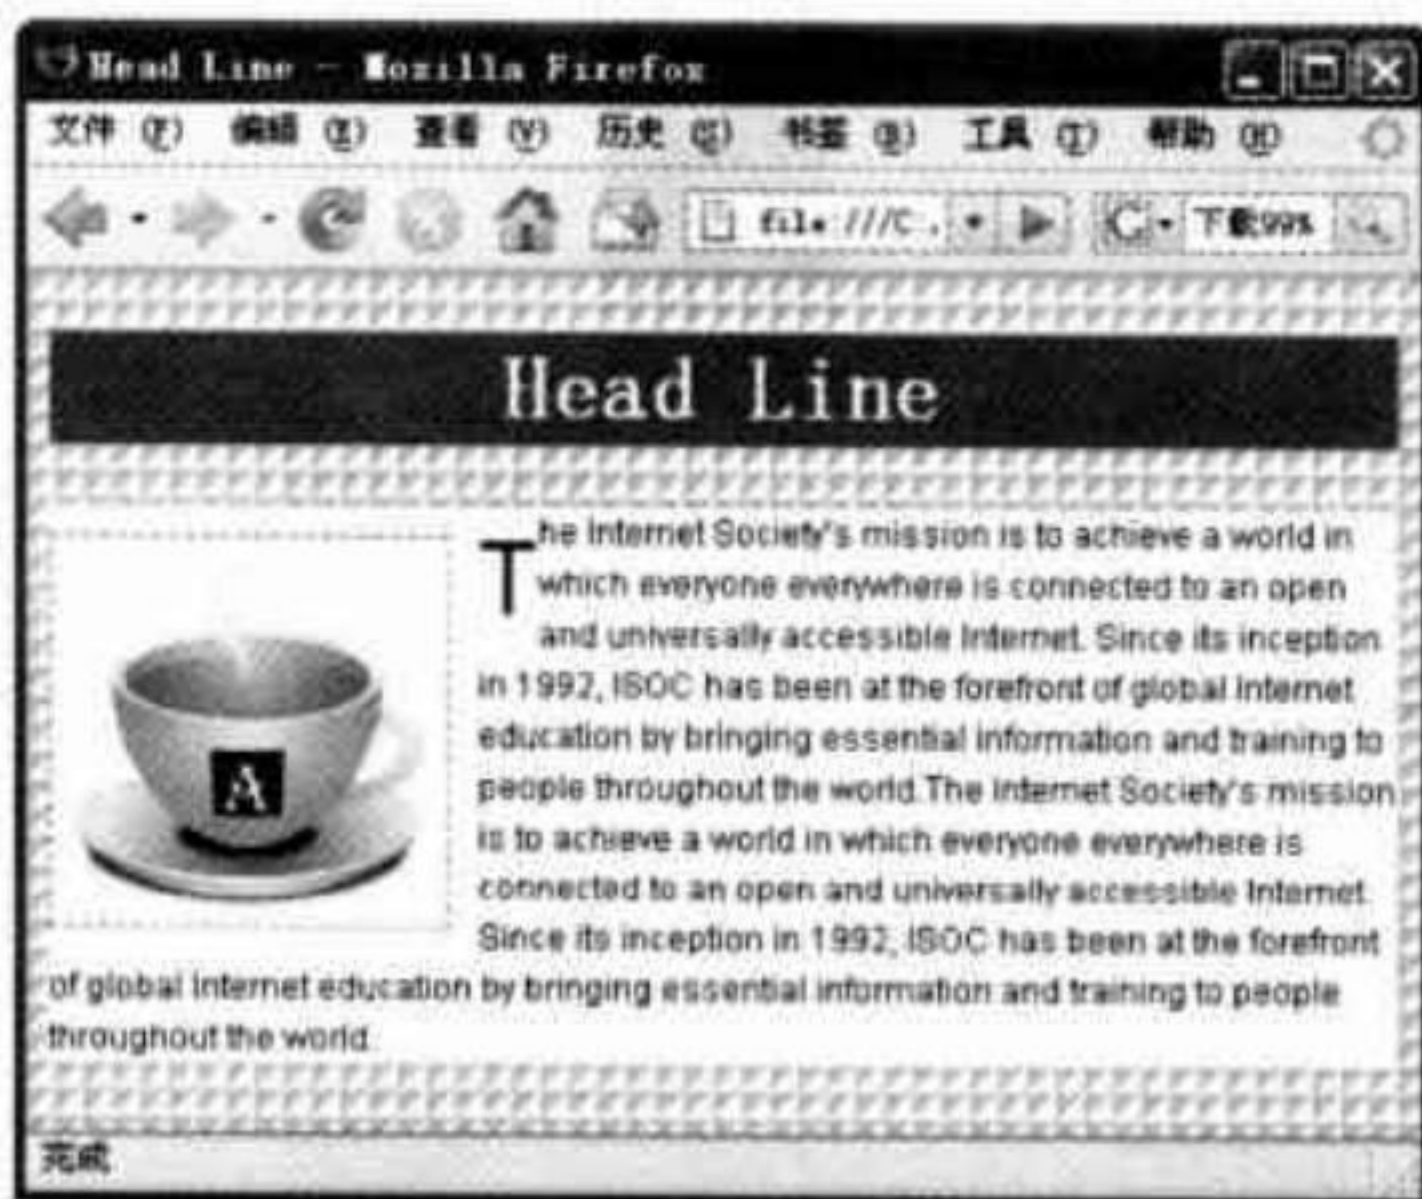 Head Line - Mozilla Firefox
文件 (F) 编辑 (E) 查看 (V) 历史 (S) 书签 (B) 工具 (T) 帮助 (H)
file:///C. 下载99%
Head Line
The Internet Society's mission is to achieve a world in
which everyone everywhere is connected to an open
and universally accessible Internet. Since its inception
in 1992, ISOC has been at the forefront of global Internet
education by bringing essential information and training to
people throughout the world.The Internet Society's mission
is to achieve a world in which everyone everywhere is
connected to an open and universally accessible Internet.
Since its inception in 1992, ISOC has been at the forefront
of global Internet education by bringing essential information and training to people
throughout the world.
A
完成